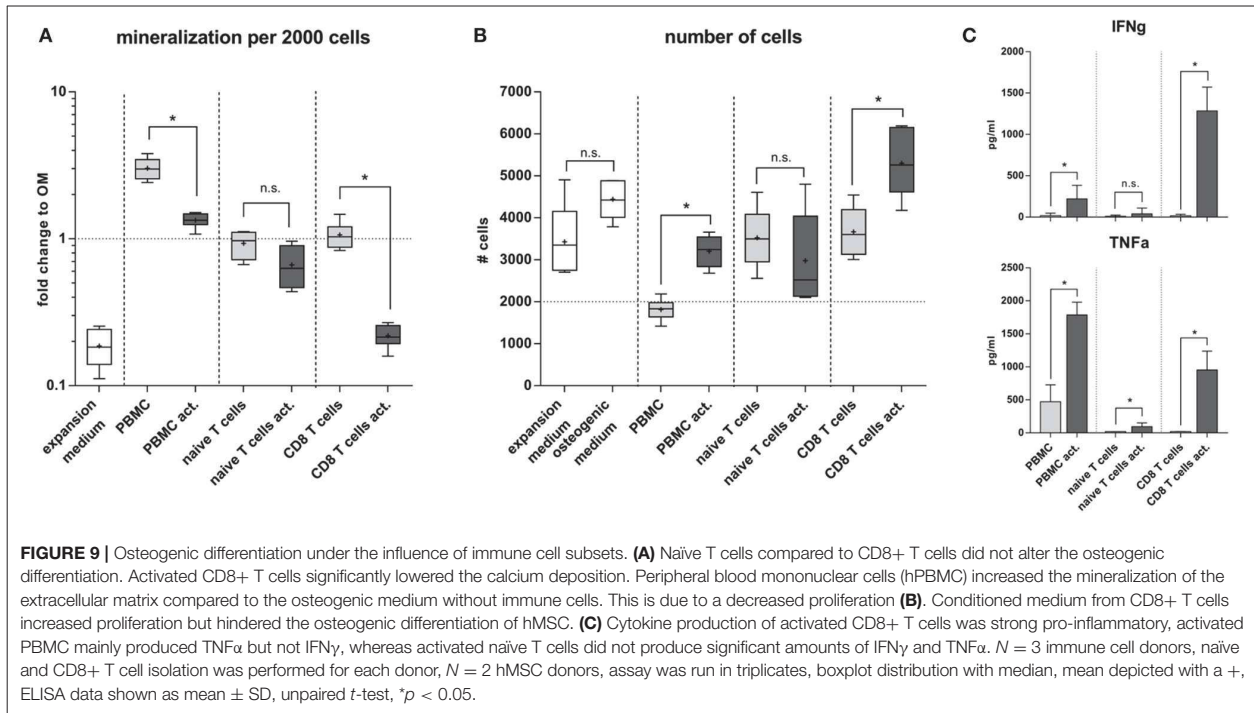 A mineralization per 2000 cells
fold change to OM
10
1
0.1
*
n.s.
*
expansion medium
PBMC
PBMC act.
naive T cells
naive T cells act.
CD8 T cells
CD8 T cells act.
B number of cells
# cells
7000
6000
5000
4000
3000
2000
1000
0
n.s.
*
n.s.
*
expansion medium
osteogenic medium
PBMC
PBMC act.
naive T cells
naive T cells act.
CD8 T cells
CD8 T cells act.
C
IFNg
pg/ml
2000
1500
1000
500
0
*
n.s.
*
TNFa
pg/ml
2500
2000
1500
1000
500
0
*
*
*
PBMC
PBMC act.
naive T cells
naive T cells act.
CD8 T cells
CD8 T cells act.
FIGURE 9 | Osteogenic differentiation under the influence of immune cell subsets. (A) Naïve T cells compared to CD8+ T cells did not alter the osteogenic
differentiation. Activated CD8+ T cells significantly lowered the calcium deposition. Peripheral blood mononuclear cells (hPBMC) increased the mineralization of the
extracellular matrix compared to the osteogenic medium without immune cells. This is due to a decreased proliferation (B). Conditioned medium from CD8+ T cells
increased proliferation but hindered the osteogenic differentiation of hMSC. (C) Cytokine production of activated CD8+ T cells was strong pro-inflammatory, activated
PBMC mainly produced TNFα but not IFNγ, whereas activated naïve T cells did not produce significant amounts of IFNγ and TNFα. N = 3 immune cell donors, naïve
and CD8+ T cell isolation was performed for each donor, N = 2 hMSC donors, assay was run in triplicates, boxplot distribution with median, mean depicted with a +,
ELISA data shown as mean ± SD, unpaired t-test, *p < 0.05.